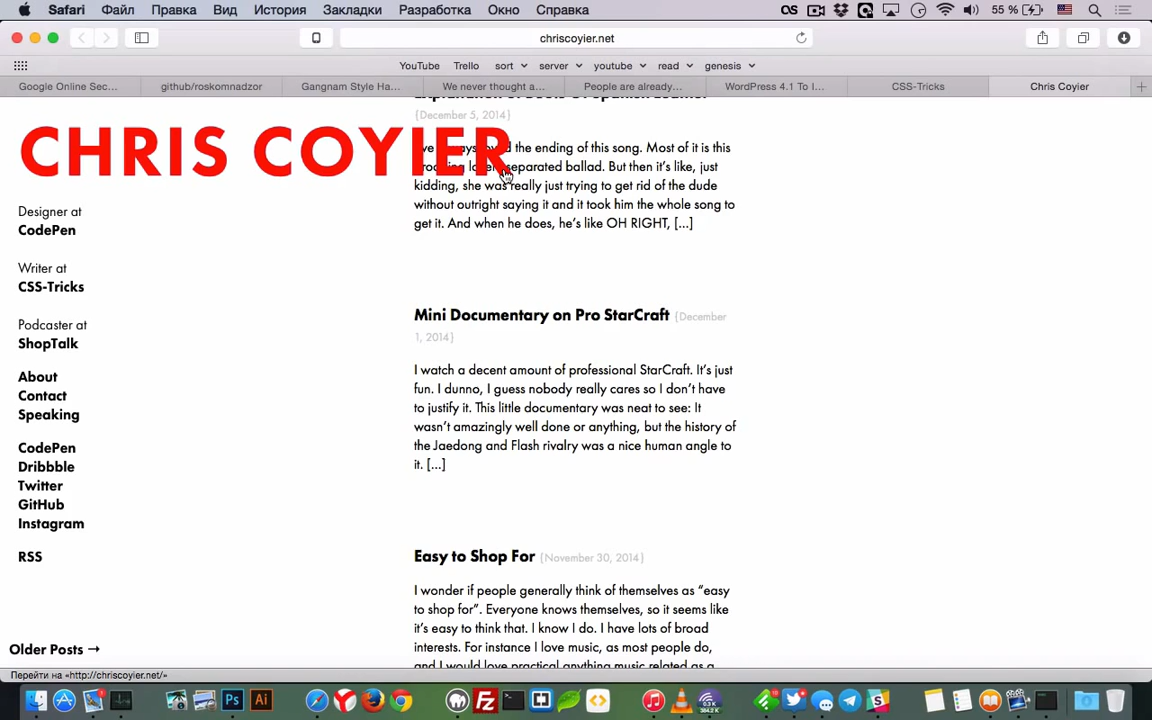 Safari Файл Правка Вид История Закладки Разработка Окно Справка 55 %
chriscoyier.net
YouTube Trello sort server youtube read genesis
Google Online Sec... github/roskomnadzor Gangnam Style Ha... We never thought a... People are already... WordPress 4.1 To I... CSS-Tricks Chris Coyier
{December 5, 2014}
CHRIS COYIER
the ending of this song. Most of it is this
separated ballad. But then it's like, just
kidding, she was really just trying to get rid of the dude
without outright saying it and it took him the whole song to
get it. And when he does, he's like OH RIGHT, [...]
Designer at
CodePen
Writer at
CSS-Tricks
Podcaster at
ShopTalk
About
Contact
Speaking
CodePen
Dribbble
Twitter
GitHub
Instagram
RSS
Older Posts →
Mini Documentary on Pro StarCraft {December
1, 2014}
I watch a decent amount of professional StarCraft. It's just
fun. I dunno, I guess nobody really cares so I don't have
to justify it. This little documentary was neat to see: It
wasn't amazingly well done or anything, but the history of
the Jaedong and Flash rivalry was a nice human angle to
it. [...]
Easy to Shop For {November 30, 2014}
I wonder if people generally think of themselves as "easy
to shop for". Everyone knows themselves, so it seems like
it's easy to think that. I know I do. I have lots of broad
interests. For instance I love music, as most people do,
and I would love practically anything music related as a
Перейти на «http://chriscoyier.net/»
Ps Ai Fz